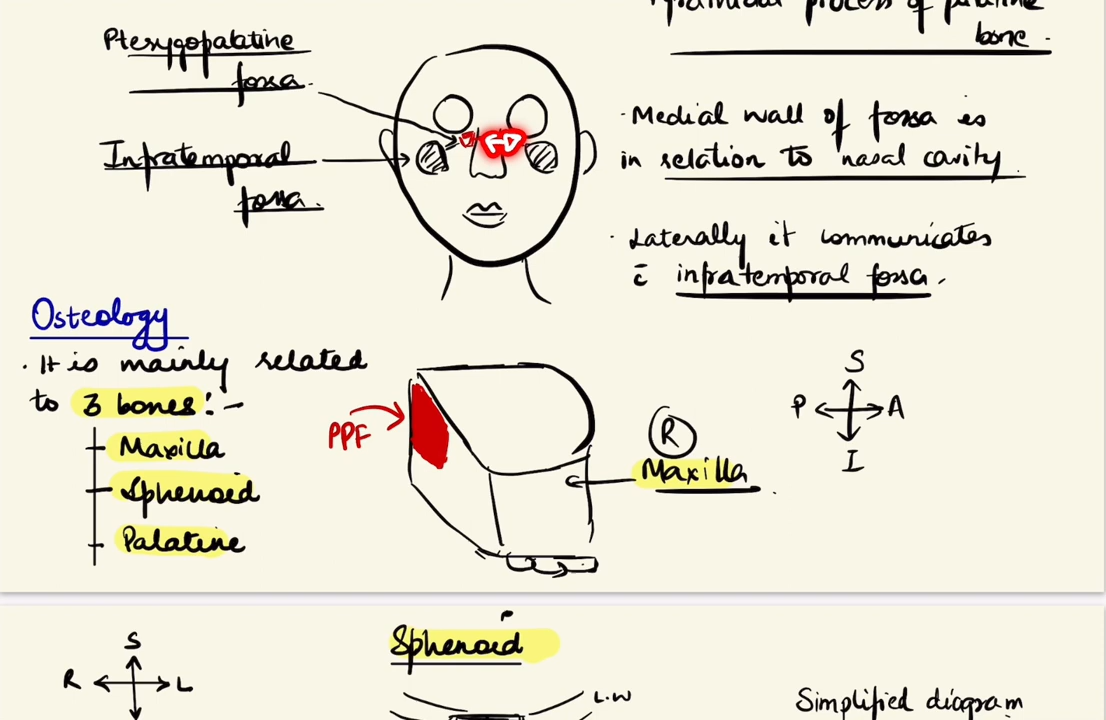 process of palatine
bone.
Pterygopalatine
fossa.
Infratemporal
fossa.
. Medial wall of fossa is
in relation to nasal cavity
. Laterally it communicates
c̄ infratemporal fossa.
Osteology
. It is mainly related
to 3 bones:-
Maxilla
Sphenoid
Palatine
PPF
R
Maxilla.
S
P A
I
Sphenoid
S
R L
L.W
Simplified diagram